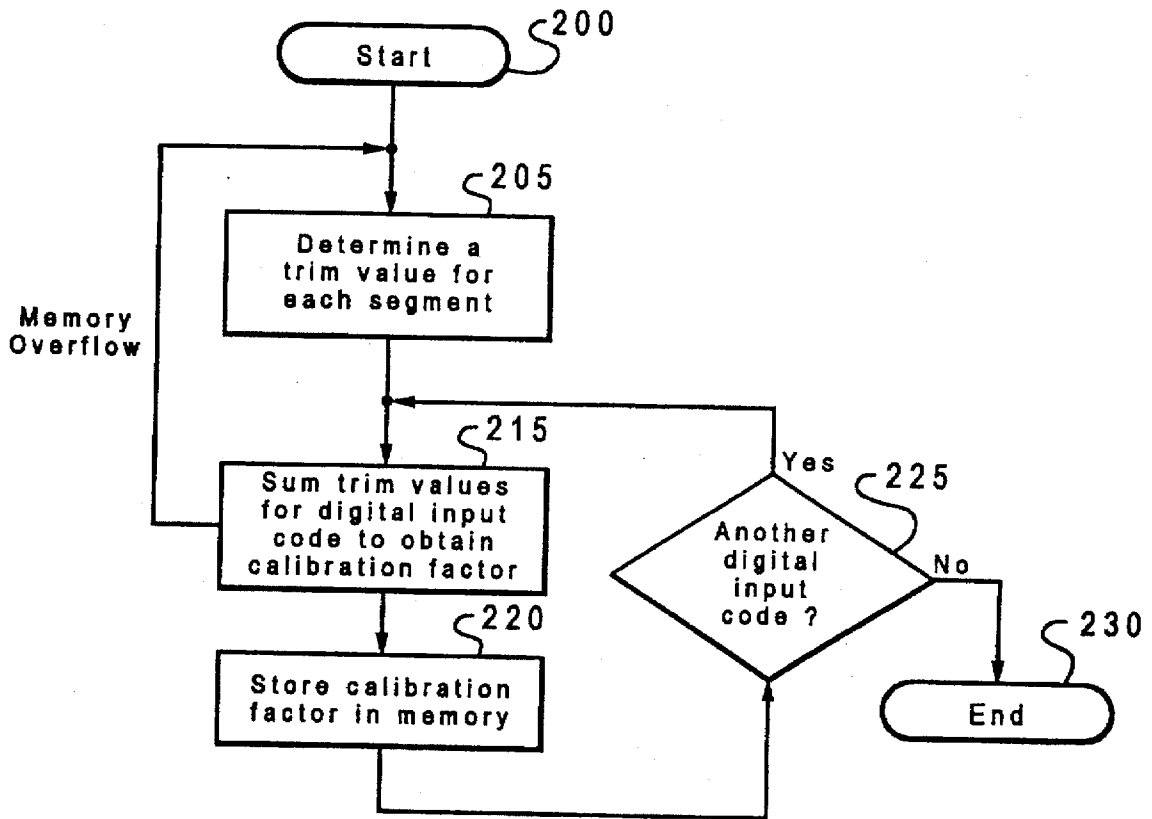 200
Start
205
Determine a
trim value for
each segment
Memory
Overflow
215
Sum trim values
for digital input
code to obtain
calibration factor
Yes
225
Another
digital
input
code ?
No
220
Store calibration
factor in memory
230
End